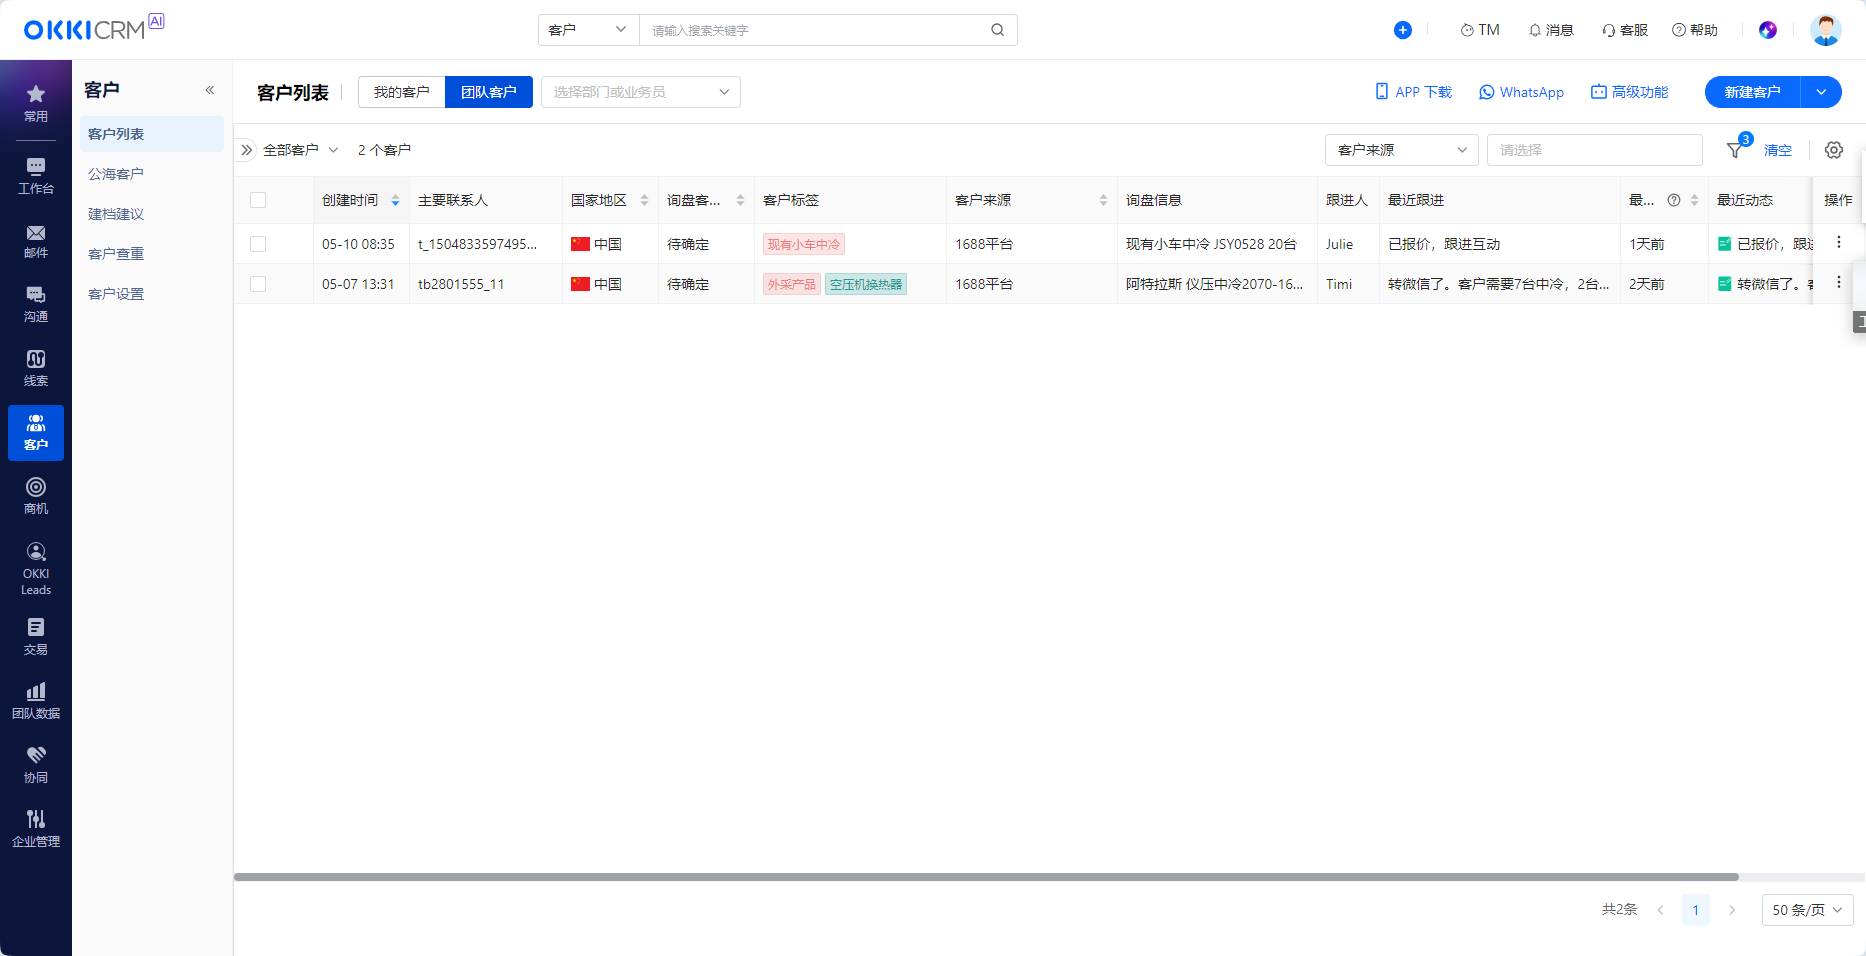 OKKICRM AI
客户
请输入搜索关键字
TM
消息
客服
帮助
常用
工作台
邮件
沟通
线索
客户
商机
OKKI
Leads
交易
团队数据
协同
企业管理
客户
客户列表
公海客户
建档建议
客户查重
客户设置
客户列表
我的客户
团队客户
选择部门或业务员
APP 下载
WhatsApp
高级功能
新建客户
全部客户
2 个客户
客户来源
请选择
3
清空
创建时间 主要联系人 国家地区 询盘客... 客户标签 客户来源 询盘信息 跟进人 最近跟进 最... 最近动态 操作
05-10 08:35 t_1504833597495... 中国 待确定 现有小车中冷 1688平台 现有小车中冷 JSY0528 20台 Julie 已报价，跟进互动 1天前 已报价，跟进
05-07 13:31 tb2801555_11 中国 待确定 外采产品 空压机换热器 1688平台 阿特拉斯 仪压中冷2070-16... Timi 转微信了。客户需要7台中冷，2台... 2天前 转微信了。客
共2条
1
50 条/页